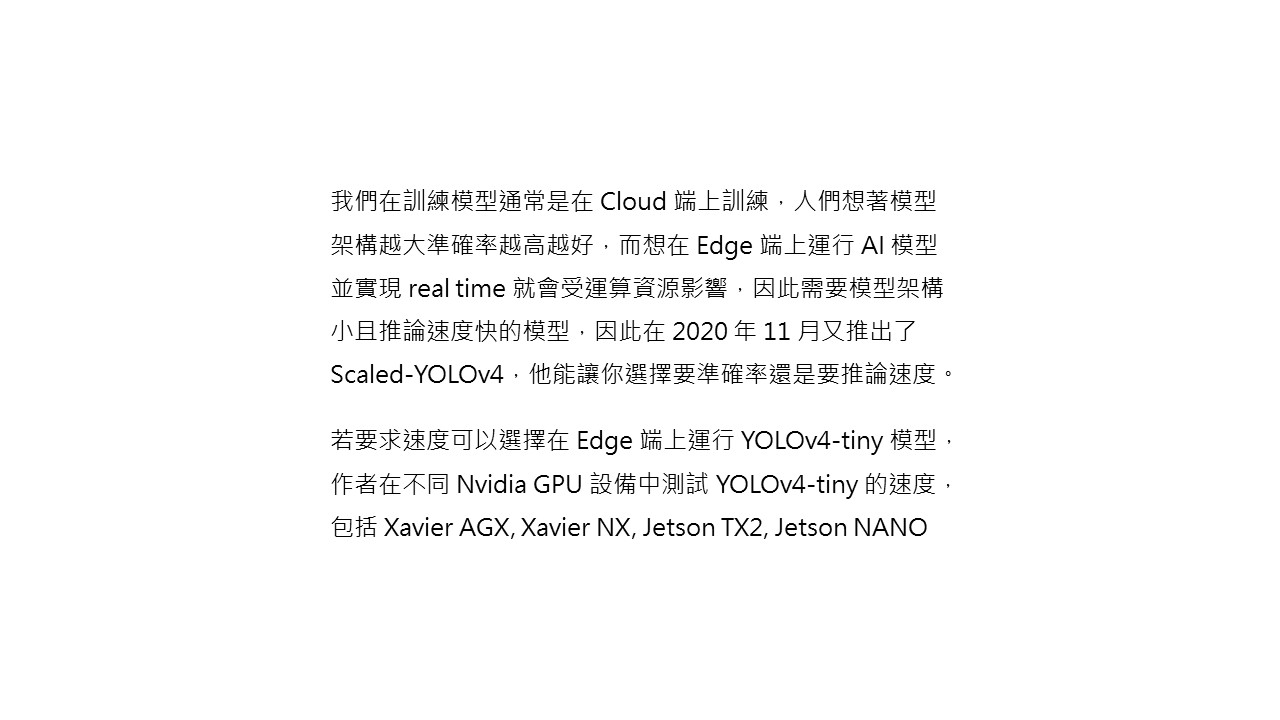 我們在訓練模型通常是在 Cloud 端上訓練，人們想著模型
架構越大準確率越高越好，而想在 Edge 端上運行 AI 模型
並實現 real time 就會受運算資源影響，因此需要模型架構
小且推論速度快的模型，因此在 2020 年 11 月又推出了
Scaled-YOLOv4，他能讓你選擇要準確率還是要推論速度。
若要求速度可以選擇在 Edge 端上運行 YOLOv4-tiny 模型，
作者在不同 Nvidia GPU 設備中測試 YOLOv4-tiny 的速度，
包括 Xavier AGX, Xavier NX, Jetson TX2, Jetson NANO